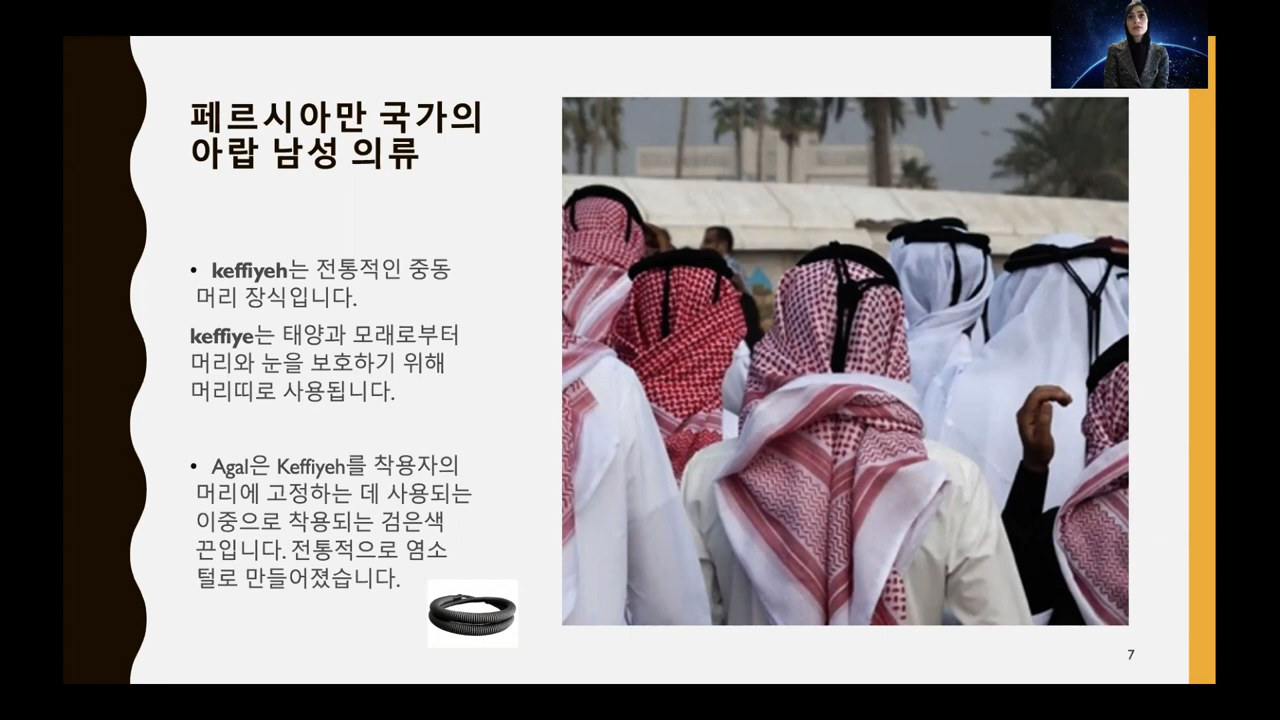 페르시아만 국가의
아랍 남성 의류
• keffiyeh는 전통적인 중동
머리 장식입니다.
keffiye는 태양과 모래로부터
머리와 눈을 보호하기 위해
머리띠로 사용됩니다.
• Agal은 Keffiyeh를 착용자의
머리에 고정하는 데 사용되는
이중으로 착용되는 검은색
끈입니다. 전통적으로 염소
털로 만들어졌습니다.
7